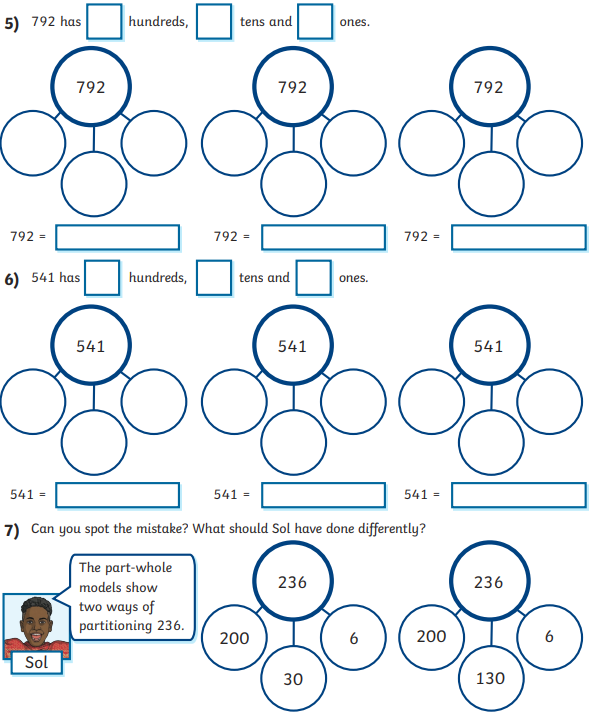 5) 792 has hundreds, tens and ones.
792 792 792
792 = 792 = 792 =
6) 541 has hundreds, tens and ones.
541 541 541
541 = 541 = 541 =
7) Can you spot the mistake? What should Sol have done differently?
The part-whole
models show
two ways of
partitioning 236.
Sol
236
200
30
6
236
200
130
6